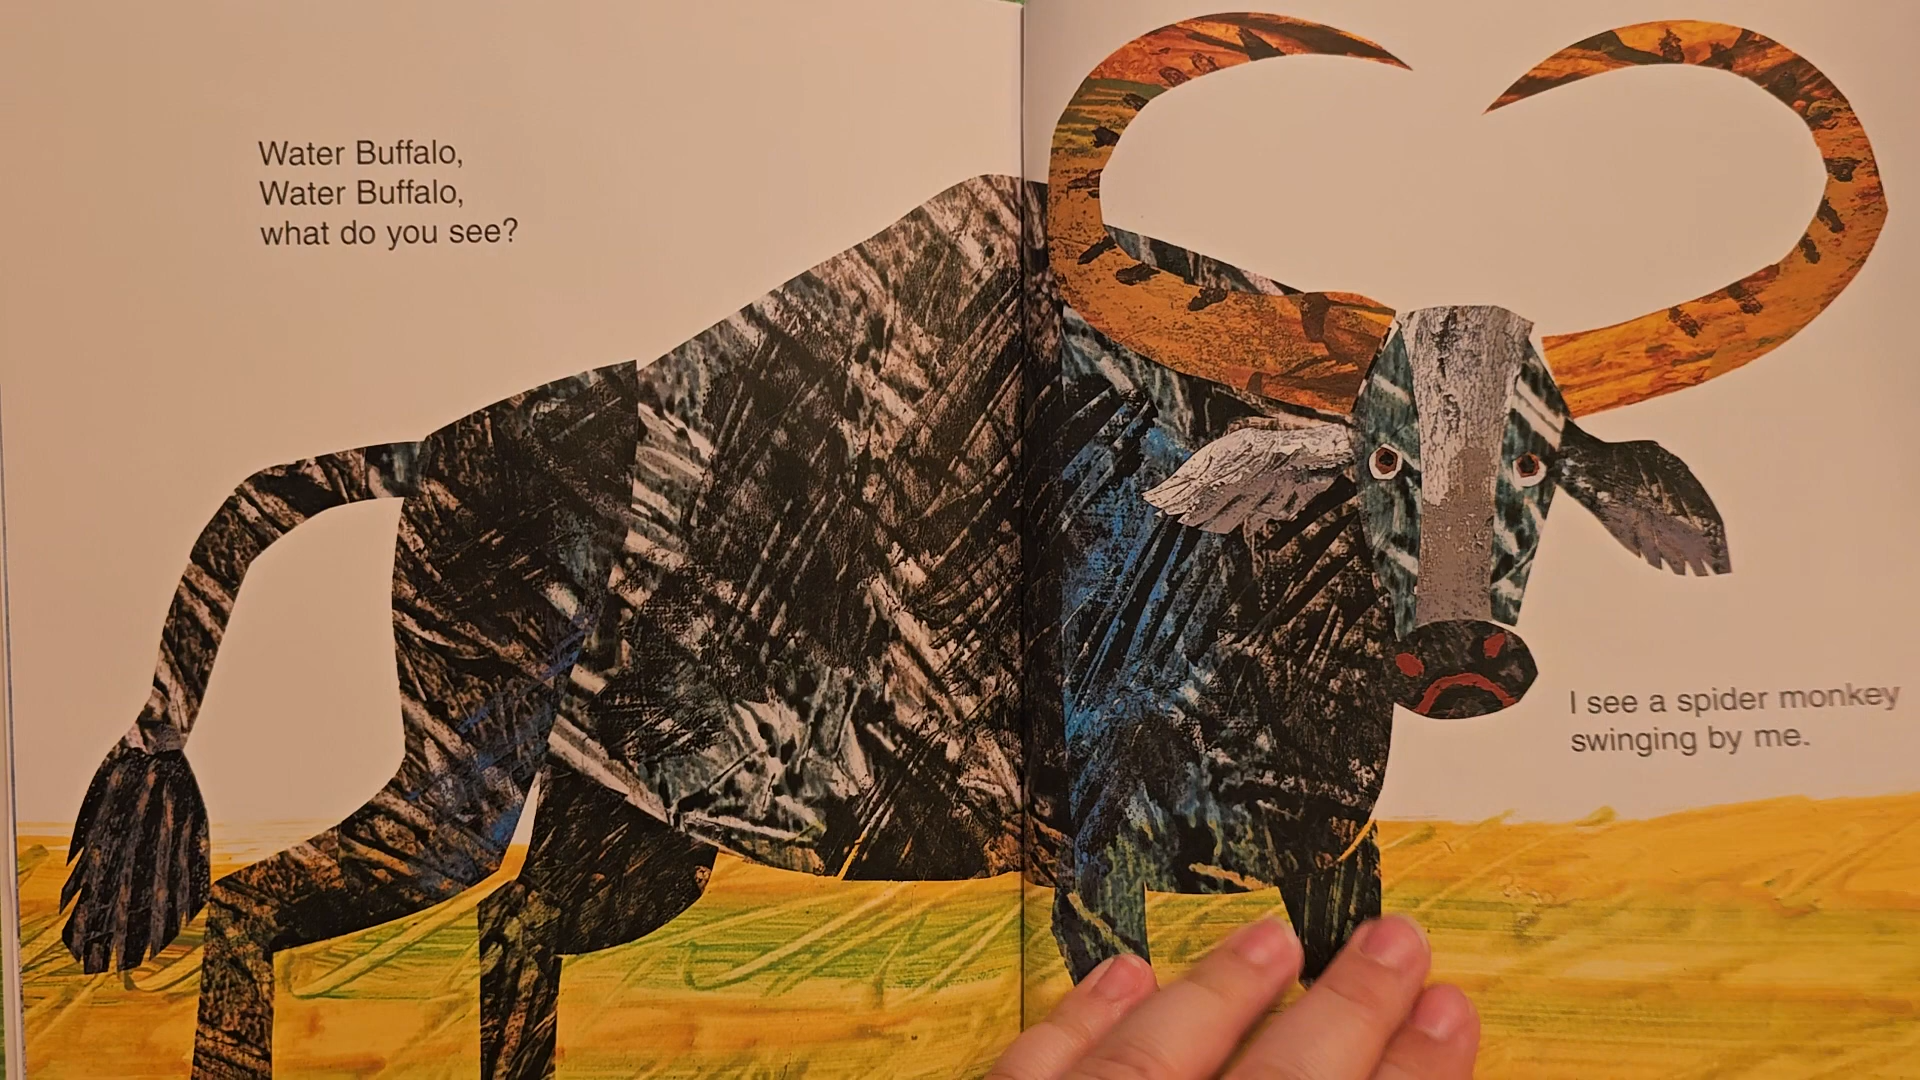 Water Buffalo,
Water Buffalo,
what do you see?
I see a spider monkey
swinging by me.